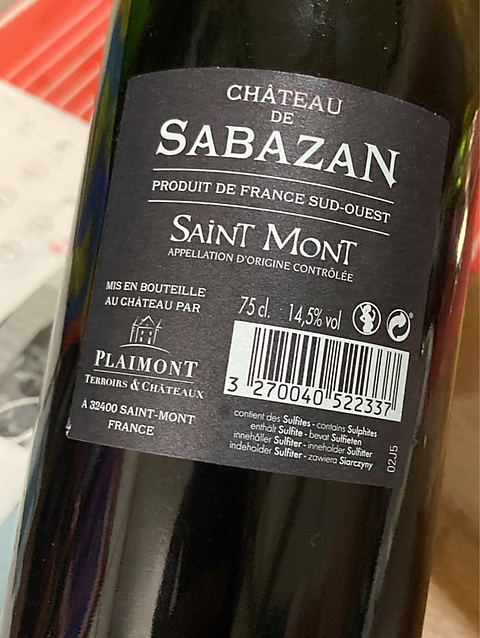 CHÂTEAU
DE
SABAZAN
PRODUIT DE FRANCE SUD-OUEST
SAiNT MONT
APPELLATION D'ORIGINE CONTRÔLÉE
MIS EN BOUTEILLE
AU CHÂTEAU PAR
PLAIMONT
TERROIRS & CHÂTEAUX
À 32400 SAINT-MONT
FRANCE
75 cl. 14,5% vol
3 270040 522337
contient des Sulfites - contains Sulphites
enthält Sulfite - bevat Sulfieten
innehåller Sulfiter - inneholder Sulfitter
indeholder Sulfiter - zawiera Siarczyny
02J5